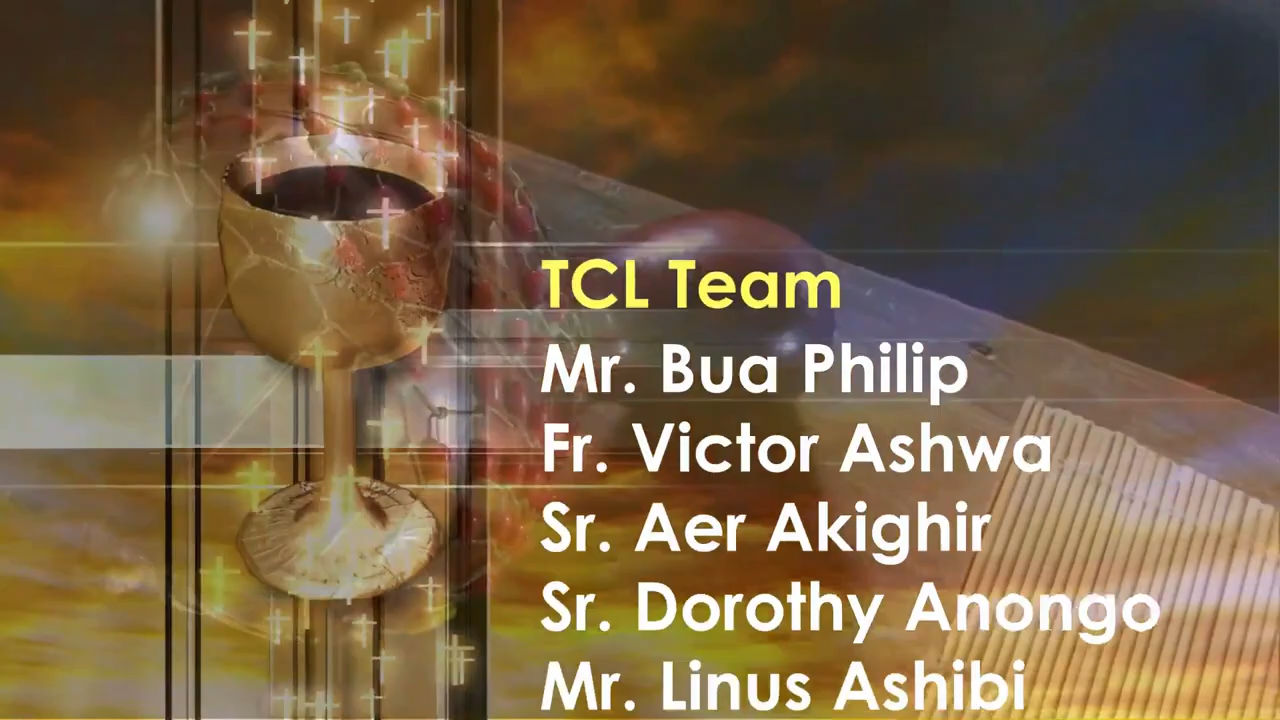 TCL Team
Mr. Bua Philip
Fr. Victor Ashwa
Sr. Aer Akighir
Sr. Dorothy Anongo
Mr. Linus Ashibi